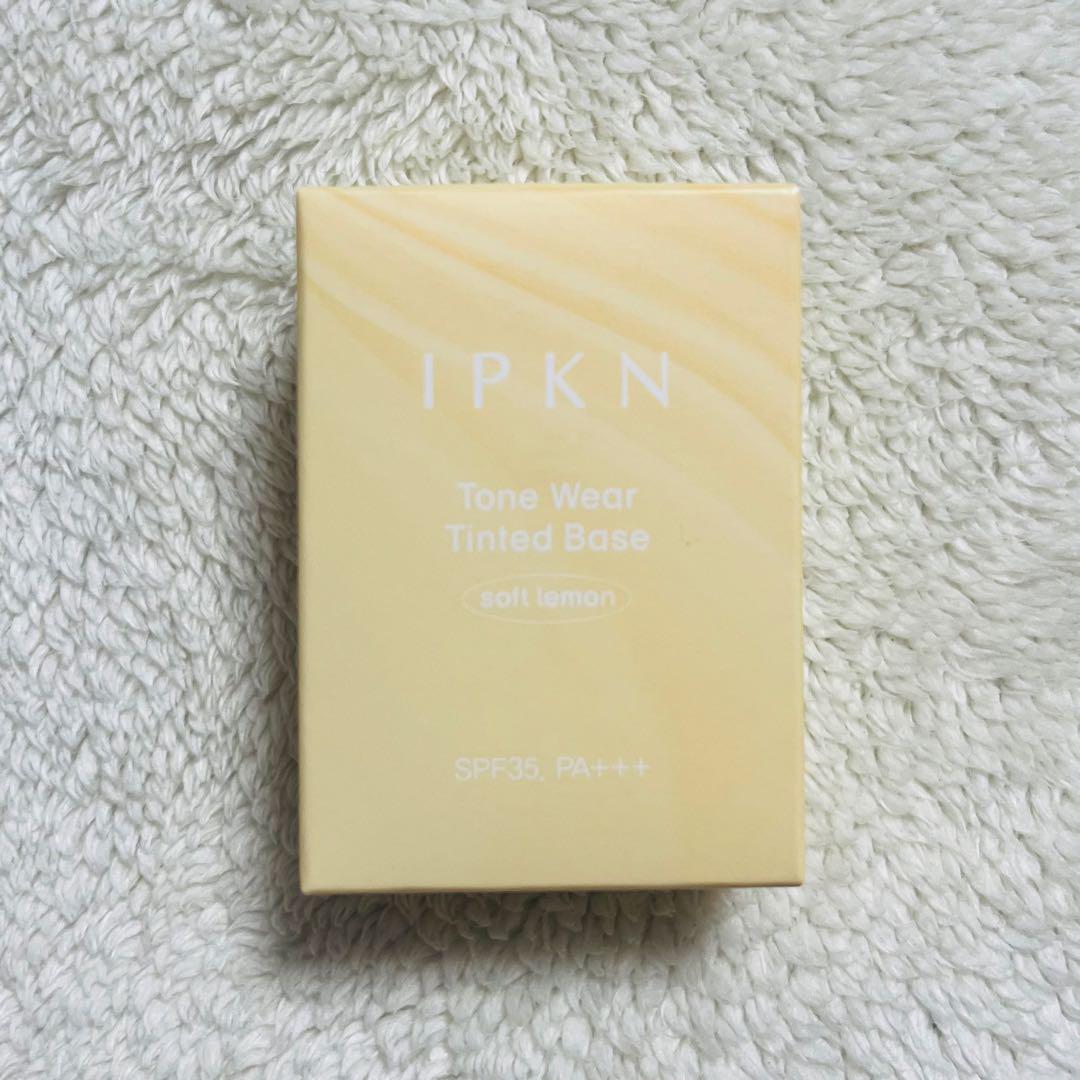 IPKN
Tone Wear
Tinted Base
soft lemon
SPF35, PA+++